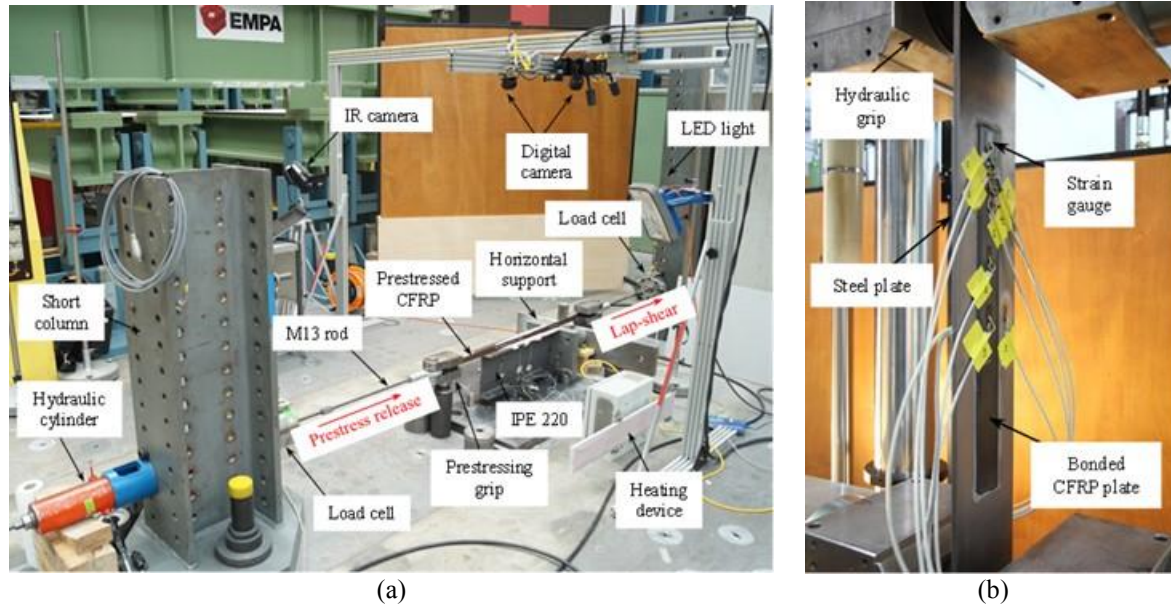 EMPA
IR camera
Digital
camera
LED light
Load cell
Horizontal
support
Prestressed
CFRP
Short
column
M13 rod
Lap-shear
Hydraulic
cylinder
Prestress release
IPE 220
Prestressing
grip
Heating
device
Load cell
(a)
Hydraulic
grip
Strain
gauge
Steel plate
Bonded
CFRP plate
(b)